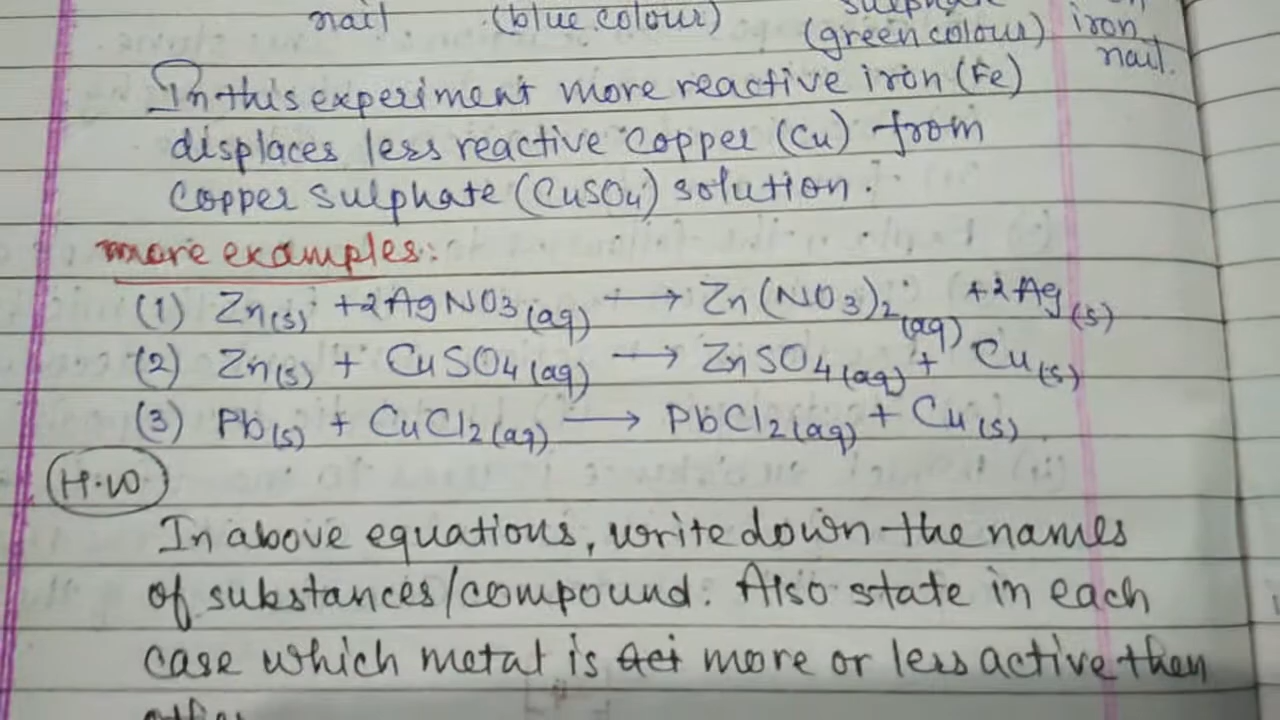 nail (blue colour) (green colour) iron
nail.
In this experiment more reactive iron (Fe)
displaces less reactive copper (Cu) from
copper sulphate (CuSO4) solution.
more examples:
(1) Zn(s) + 2AgNO3(aq) → Zn(NO3)2(aq) + 2Ag(s)
(2) Zn(s) + CuSO4(aq) → ZnSO4(aq) + Cu(s)
(3) Pb(s) + CuCl2(aq) → PbCl2(aq) + Cu(s)
H.W
In above equations, write down the names
of substances/compound. Also state in each
case which metal is more or less active then